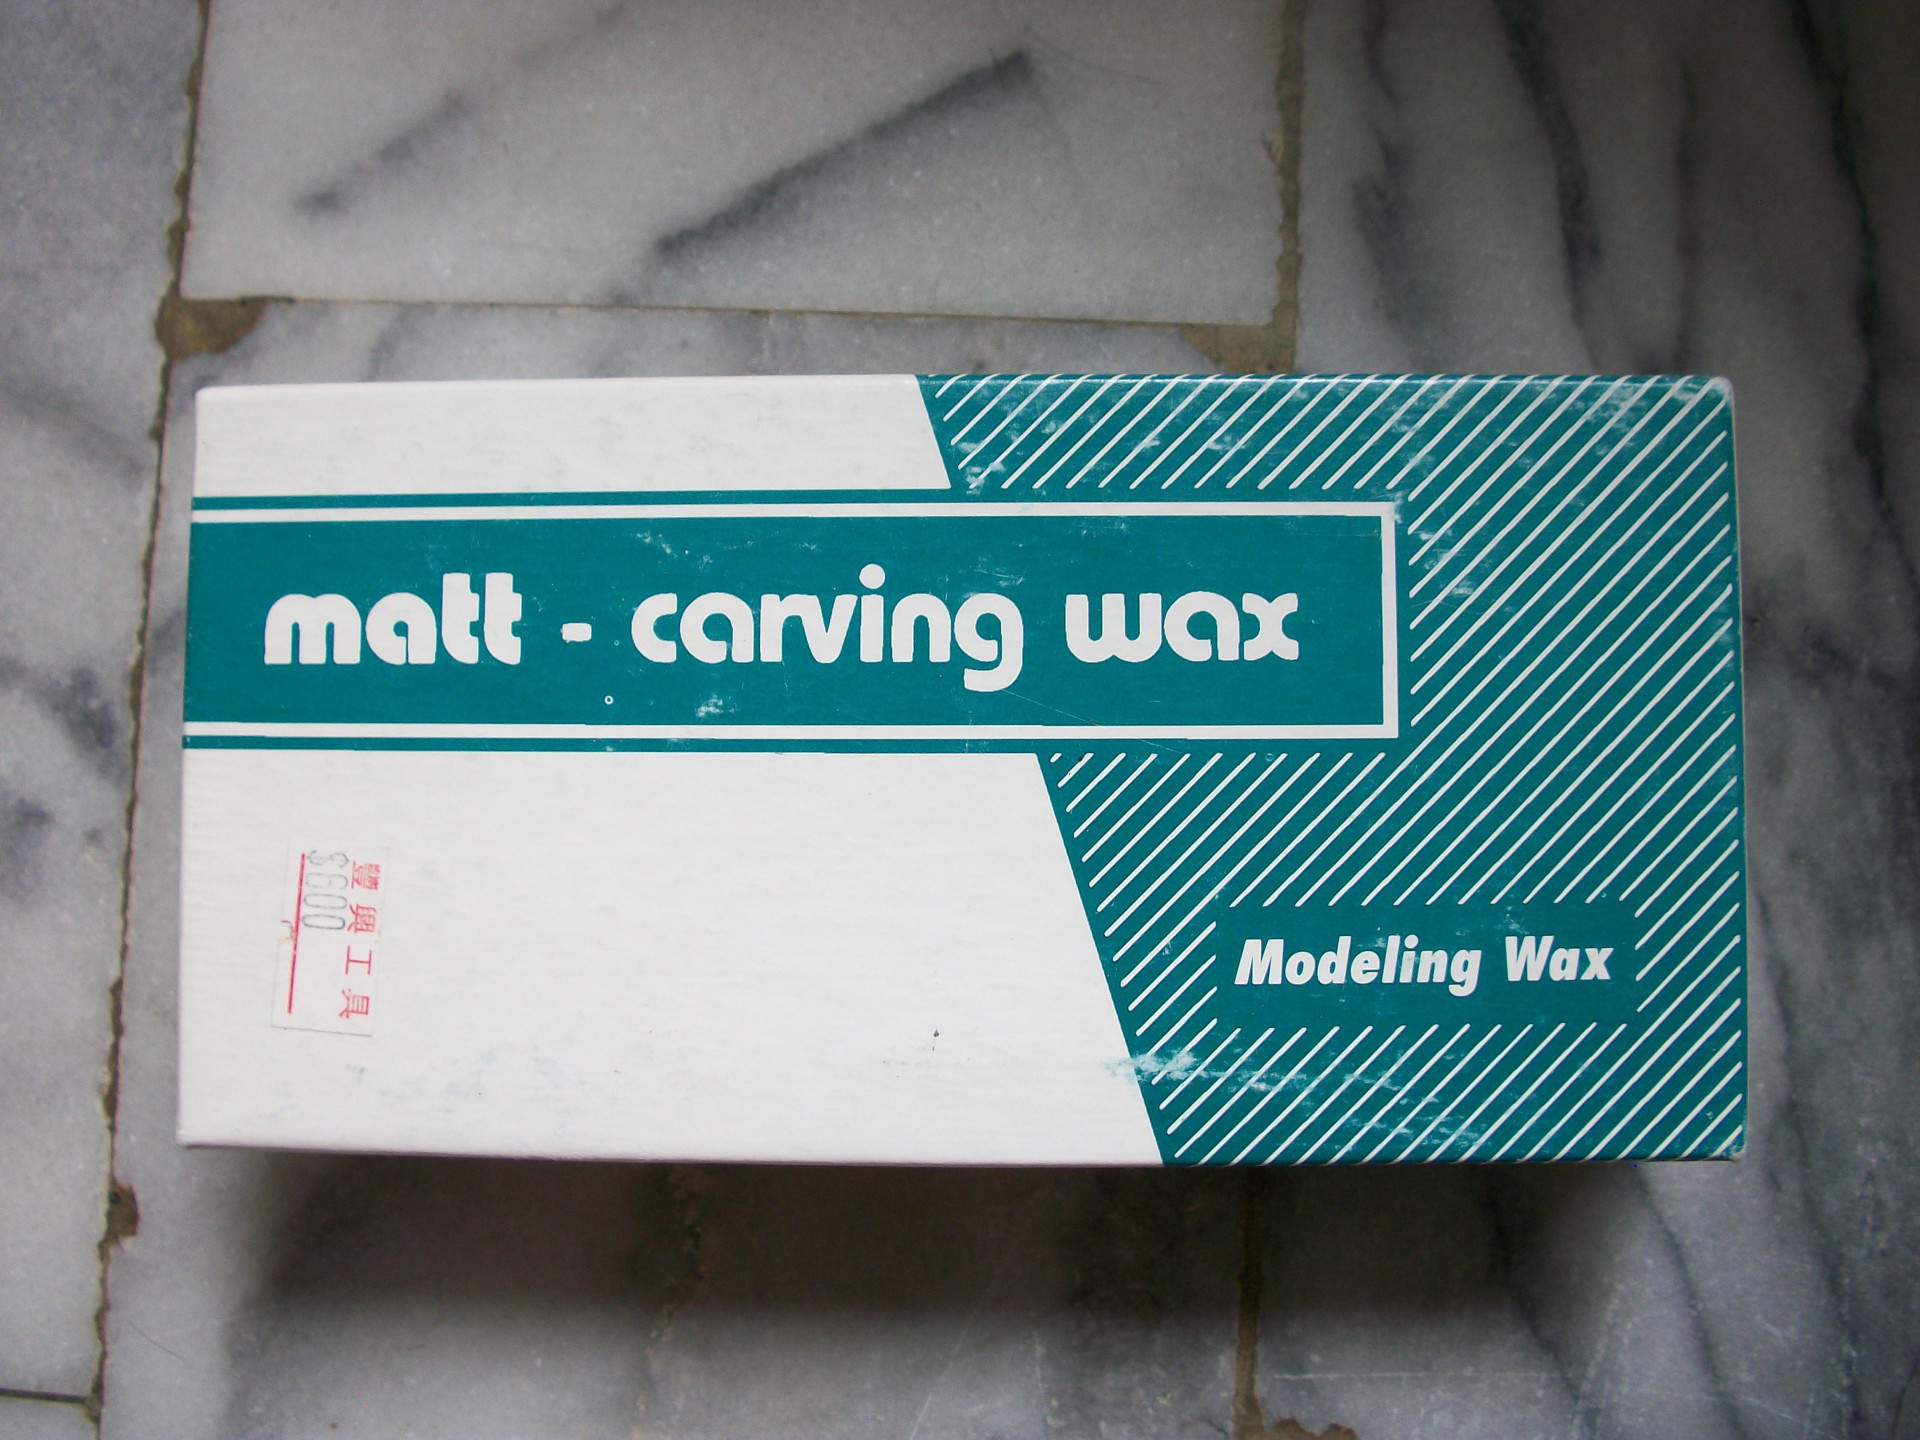 matt - carving wax
Modeling Wax
豐興工具
$600